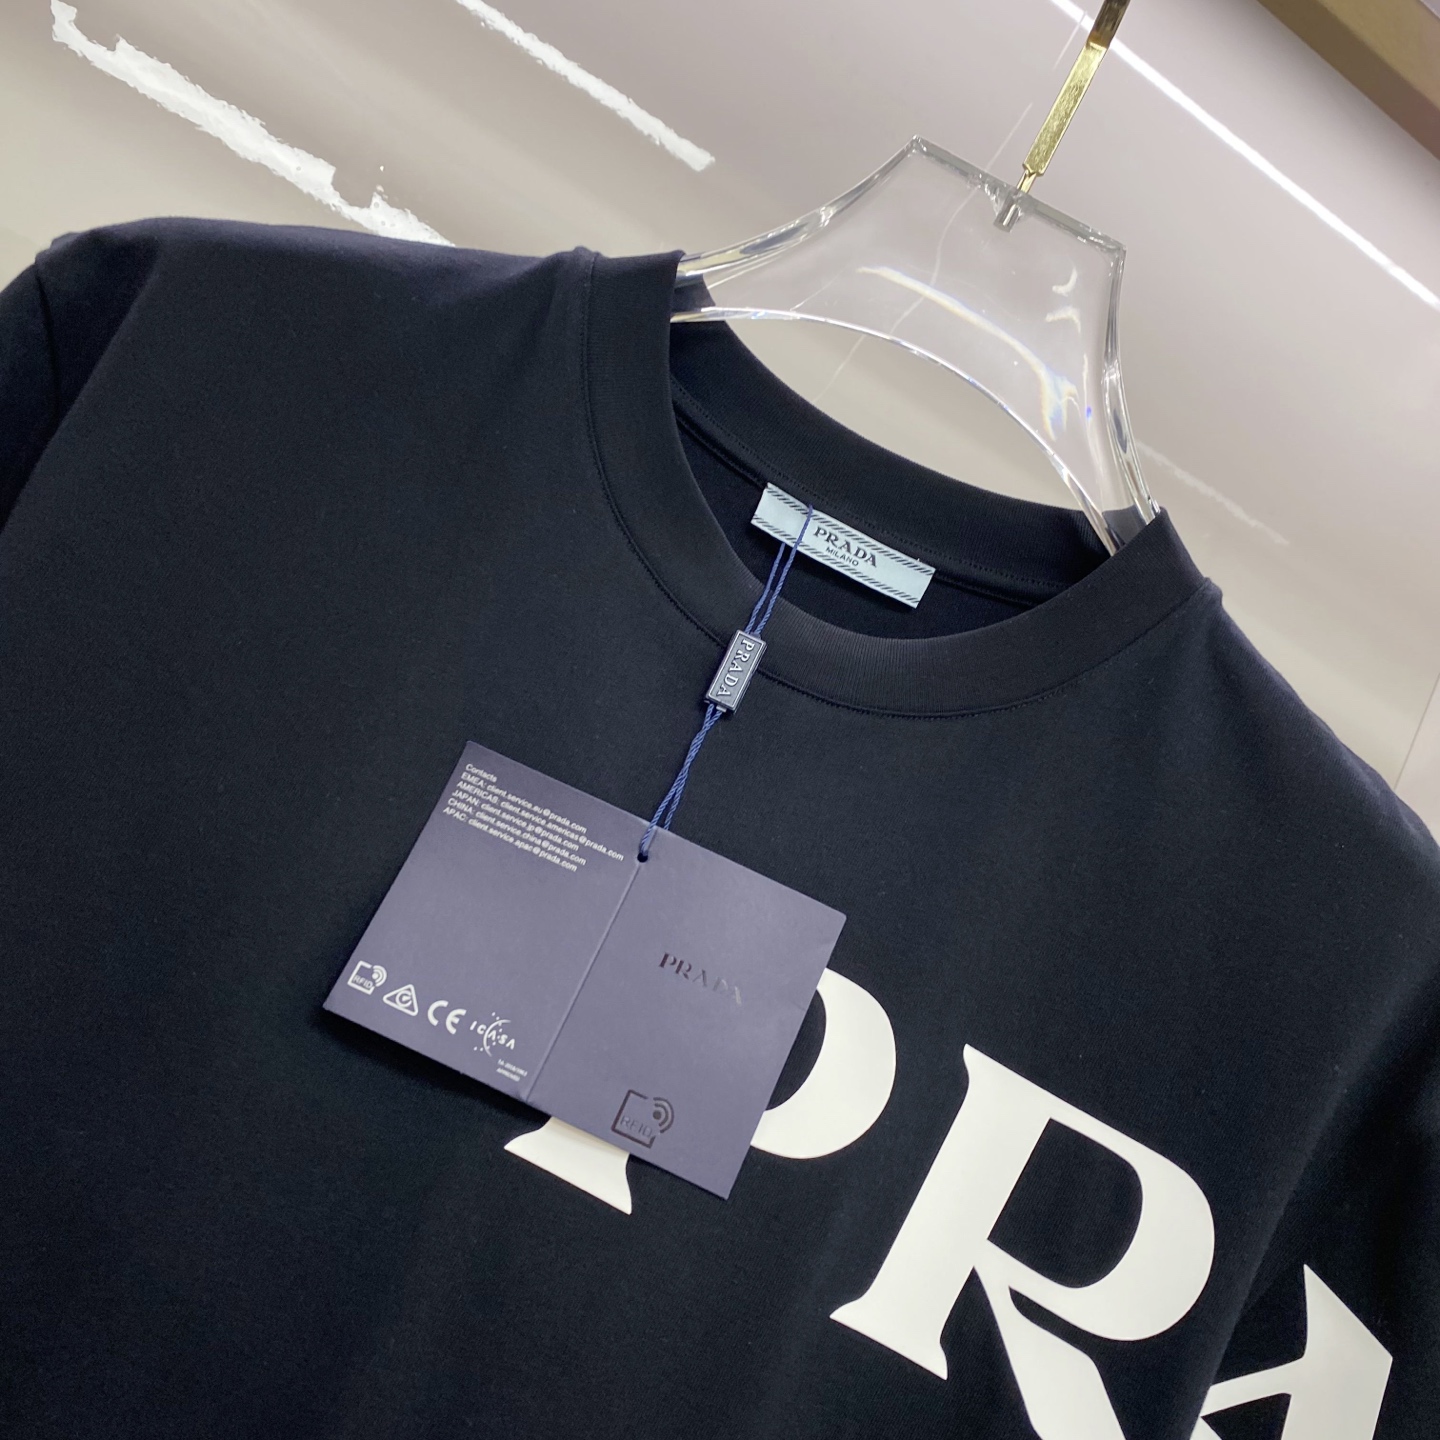 PRADA
MILANO
PRADA
Contacts
EMEA: client.service.eu@prada.com
AMERICAS: client.service.americas@prada.com
JAPAN: client.service.jp@prada.com
CHINA: client.service.china@prada.com
APAC: client.service.apac@prada.com
RFID
CE
ICASA
PRADA
RFID
PRA